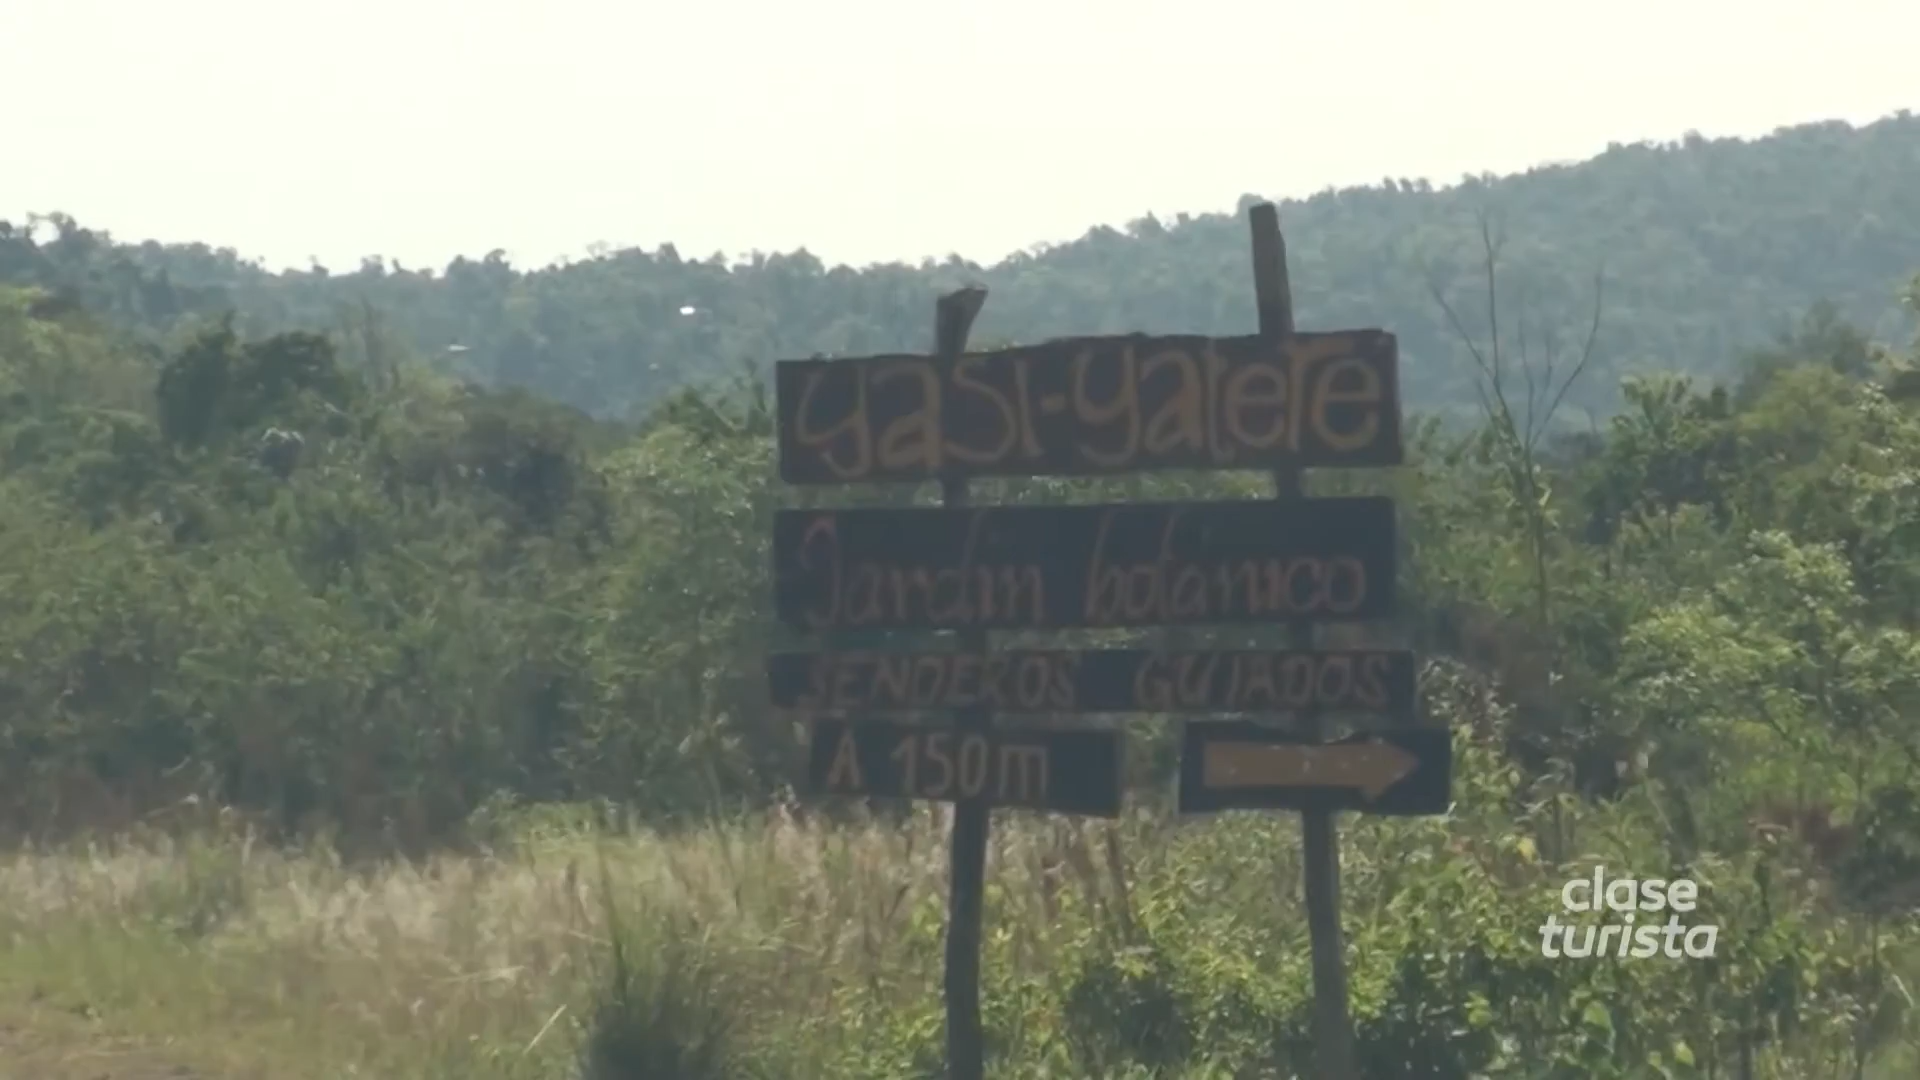 yasi-yatere
Jardin botanico
SENDEROS GUIADOS
A 150m
clase
turista